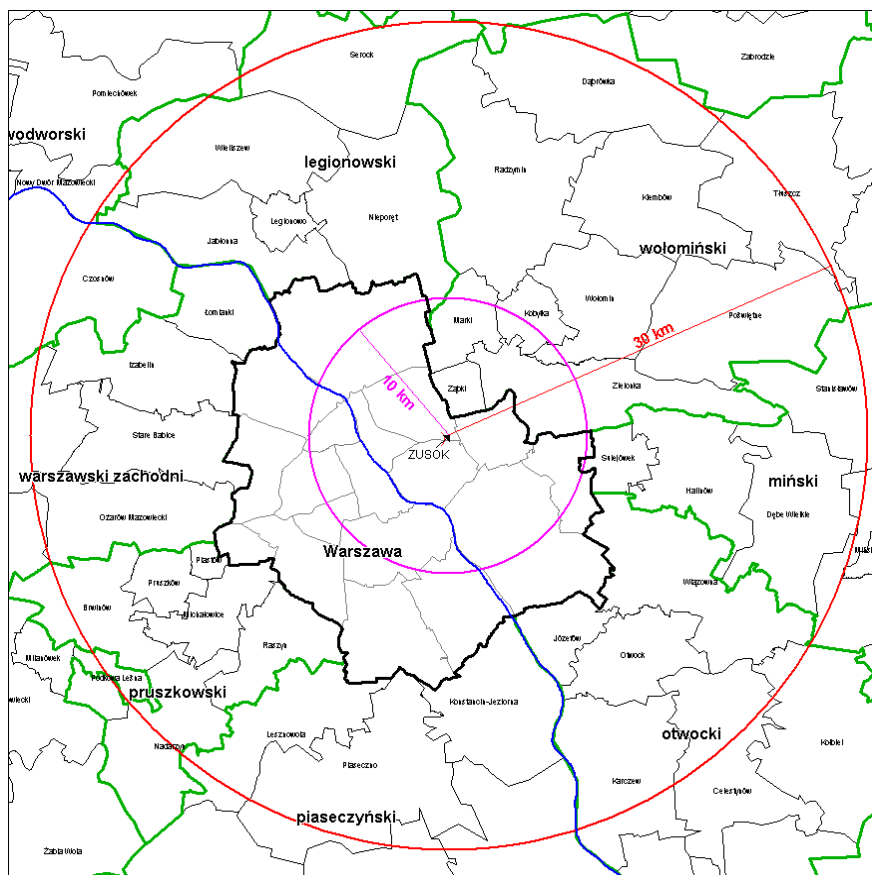 Serock
Zabrodzie
Dąbrówka
Pomiechówek
wodworski
Wieliszew
legionowski
Radzymin
Nowy Dwór Mazowiecki
Klembów
Tłuszcz
Legionowo
Nieporęt
Jabłonna
wołomiński
Czosnów
Wołomin
Łomianki
Marki
Kobyłka
Poświętne
30 km
Izabelin
10 km
Ząbki
Zielonka
Stanisławów
Stare Babice
ZUSOK
Sulejówek
warszawski zachodni
Halinów
miński
Dębe Wielkie
Ożarów Mazowiecki
Warszawa
Piastów
Pruszków
Wiązowna
Brwinów
Michałowice
Raszyn
Józefów
Otwock
Milanówek
Podkowa Leśna
pruszkowski
Konstancin-Jeziorna
Lesznowola
otwocki
Nadarzyn
Kołbiel
Piaseczno
Karczew
Celestynów
piaseczyński
Żabia Wola